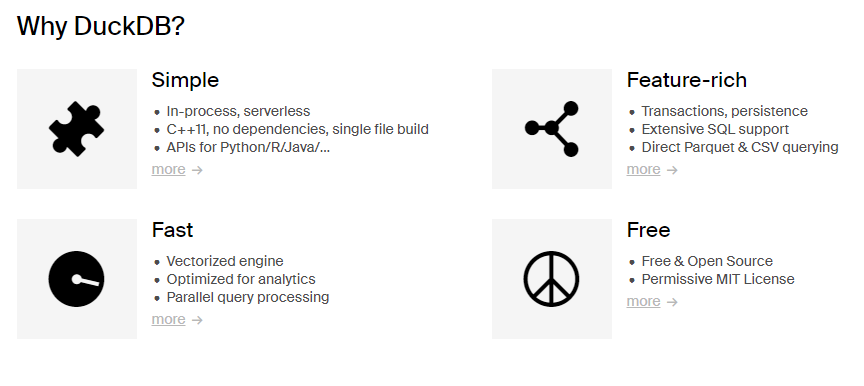 Why DuckDB?
Simple
In-process, serverless
C++11, no dependencies, single file build
APIs for Python/R/Java/...
more →
Feature-rich
Transactions, persistence
Extensive SQL support
Direct Parquet & CSV querying
more →
Fast
Vectorized engine
Optimized for analytics
Parallel query processing
more →
Free
Free & Open Source
Permissive MIT License
more →